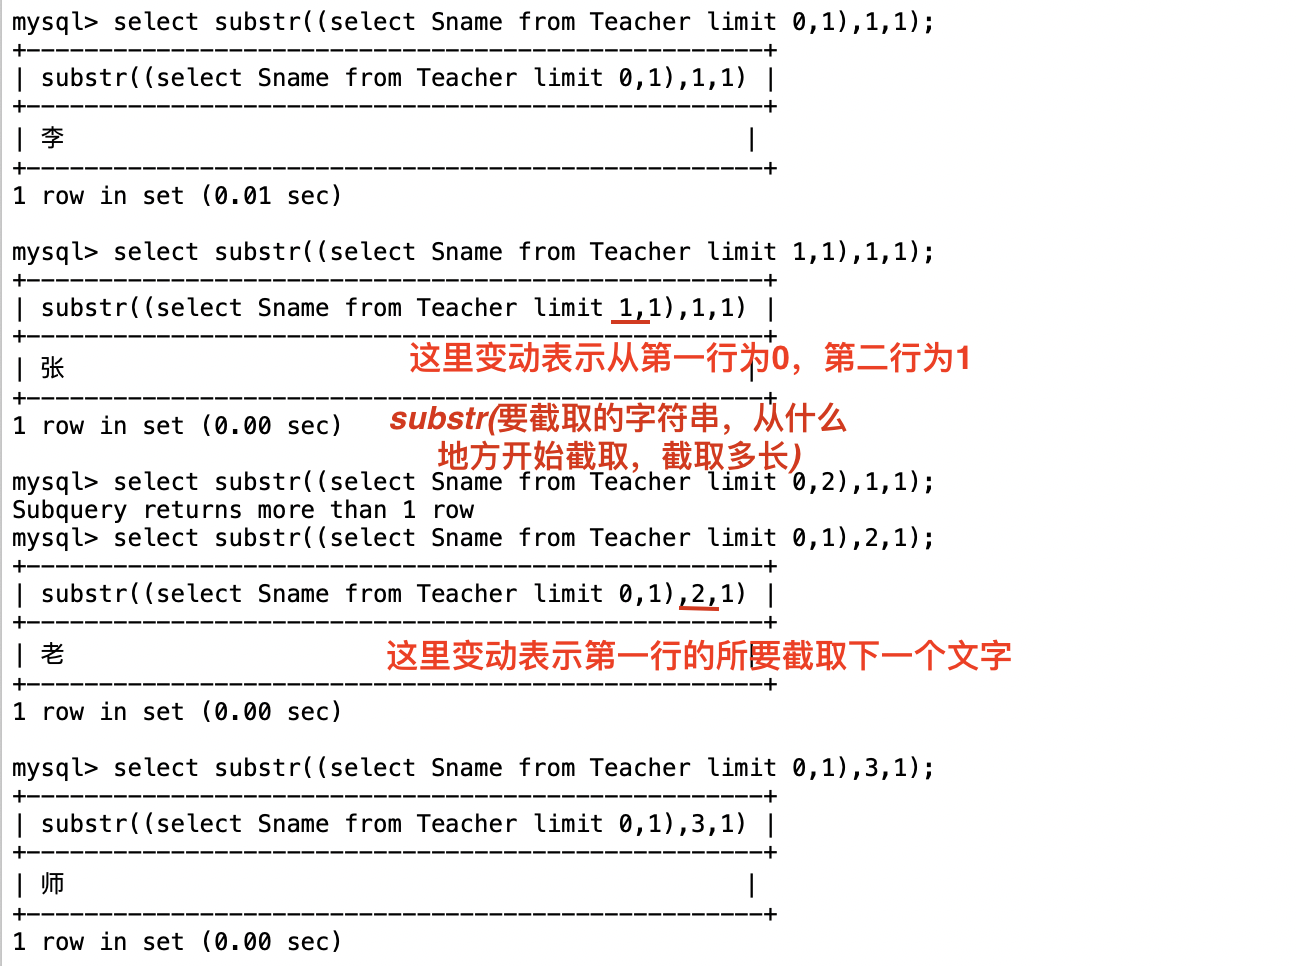 mysql> select substr((select Sname from Teacher limit 0,1),1,1);
+---------------------------------------------------+
| substr((select Sname from Teacher limit 0,1),1,1) |
+---------------------------------------------------+
| 李 |
+---------------------------------------------------+
1 row in set (0.01 sec)
mysql> select substr((select Sname from Teacher limit 1,1),1,1);
+---------------------------------------------------+
| substr((select Sname from Teacher limit 1,1),1,1) |
+---------------------------------------------------+
这里变动表示从第一行为0，第二行为1
| 张 |
+---------------------------------------------------+
substr(要截取的字符串，从什么
1 row in set (0.00 sec)
地方开始截取，截取多长)
mysql> select substr((select Sname from Teacher limit 0,2),1,1);
Subquery returns more than 1 row
mysql> select substr((select Sname from Teacher limit 0,1),2,1);
+---------------------------------------------------+
| substr((select Sname from Teacher limit 0,1),2,1) |
+---------------------------------------------------+
| 老 |
这里变动表示第一行的所要截取下一个文字
+---------------------------------------------------+
1 row in set (0.00 sec)
mysql> select substr((select Sname from Teacher limit 0,1),3,1);
+---------------------------------------------------+
| substr((select Sname from Teacher limit 0,1),3,1) |
+---------------------------------------------------+
| 师 |
+---------------------------------------------------+
1 row in set (0.00 sec)